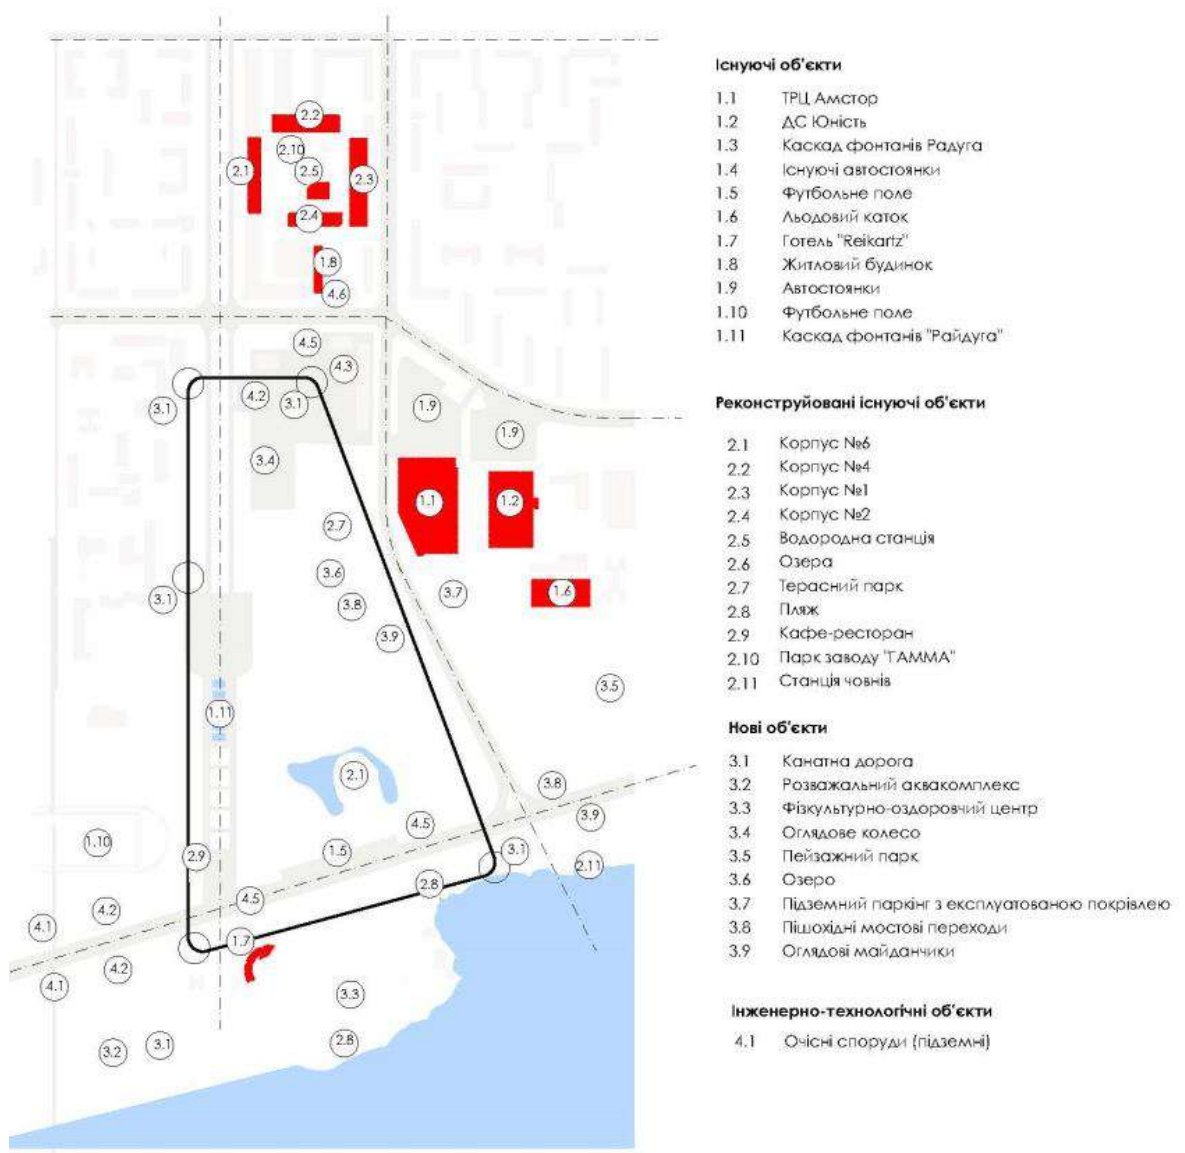 Існуючі об'єкти
1.1 ТРЦ Амстор
1.2 ДС Юність
1.3 Каскад фонтанів Радуга
1.4 Існуючі автостоянки
1.5 Футбольне поле
1.6 Льодовий каток
1.7 Готель "Reikartz"
1.8 Житловий будинок
1.9 Автостоянки
1.10 Футбольне поле
1.11 Каскад фонтанів "Райдуга"
Реконструйовані існуючі об'єкти
2.1 Корпус №6
2.2 Корпус №4
2.3 Корпус №1
2.4 Корпус №2
2.5 Водородна станція
2.6 Озера
2.7 Терасний парк
2.8 Пляж
2.9 Кафе-ресторан
2.10 Парк заводу "ГАММА"
2.11 Станція човнів
Нові об'єкти
3.1 Канатна дорога
3.2 Розважальний аквакомплекс
3.3 Фізкультурно-оздоровчий центр
3.4 Оглядове колесо
3.5 Пейзажний парк
3.6 Озеро
3.7 Підземний паркінг з експлуатованою покрівлею
3.8 Пішохідні мостові переходи
3.9 Оглядові майданчики
Інженерно-технологічні об'єкти
4.1 Очісні споруди (підземні)
2.2
2.10
2.1
2.5
2.3
2.4
1.8
4.6
4.5
4.3
4.2
3.1
3.1
1.9
1.9
3.4
1.1
1.2
2.7
3.6
3.7
1.6
3.1
3.8
3.9
3.5
1.11
2.1
3.8
3.9
4.5
1.10
2.9
1.5
3.1
2.11
2.8
4.5
4.2
4.1
1.7
4.2
4.1
3.3
2.8
3.1
3.2